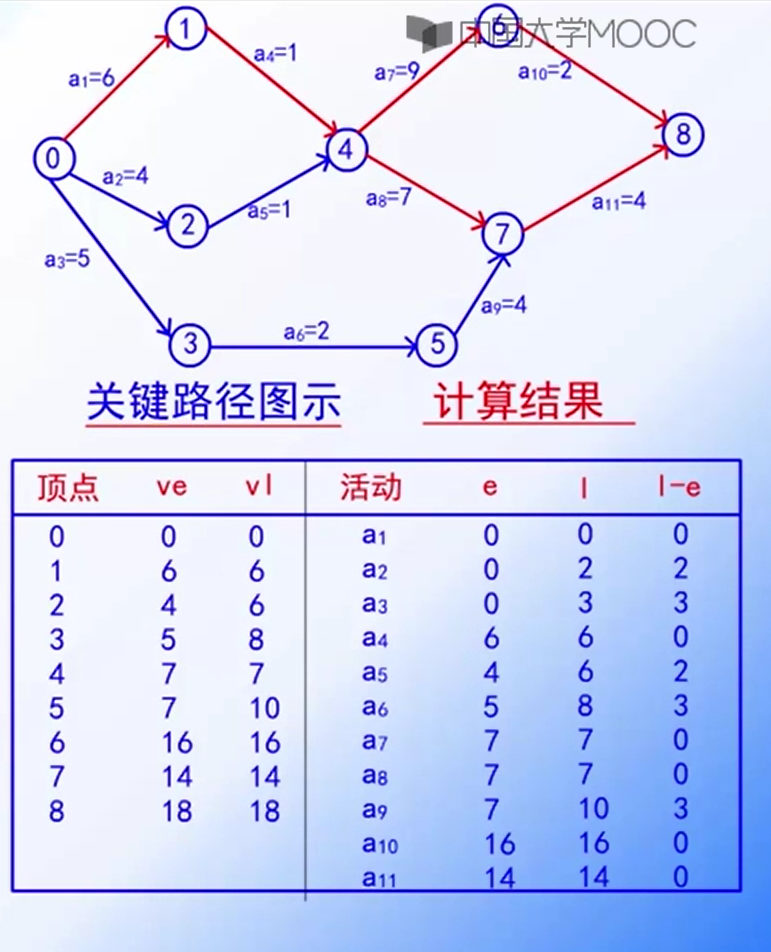 1
6
中国大学MOOC
a₄=1
a₁=6
a₇=9
a₁₀=2
8
4
0
a₂=4
a₈=7
a₁₁=4
2
a₅=1
7
a₃=5
a₉=4
a₆=2
3
5
关键路径图示 计算结果
顶点 ve vl 活动 e l l-e
0 0 0 a₁ 0 0 0
1 6 6 a₂ 0 2 2
2 4 6 a₃ 0 3 3
3 5 8 a₄ 6 6 0
4 7 7 a₅ 4 6 2
5 7 10 a₆ 5 8 3
6 16 16 a₇ 7 7 0
7 14 14 a₈ 7 7 0
8 18 18 a₉ 7 10 3
a₁₀ 16 16 0
a₁₁ 14 14 0